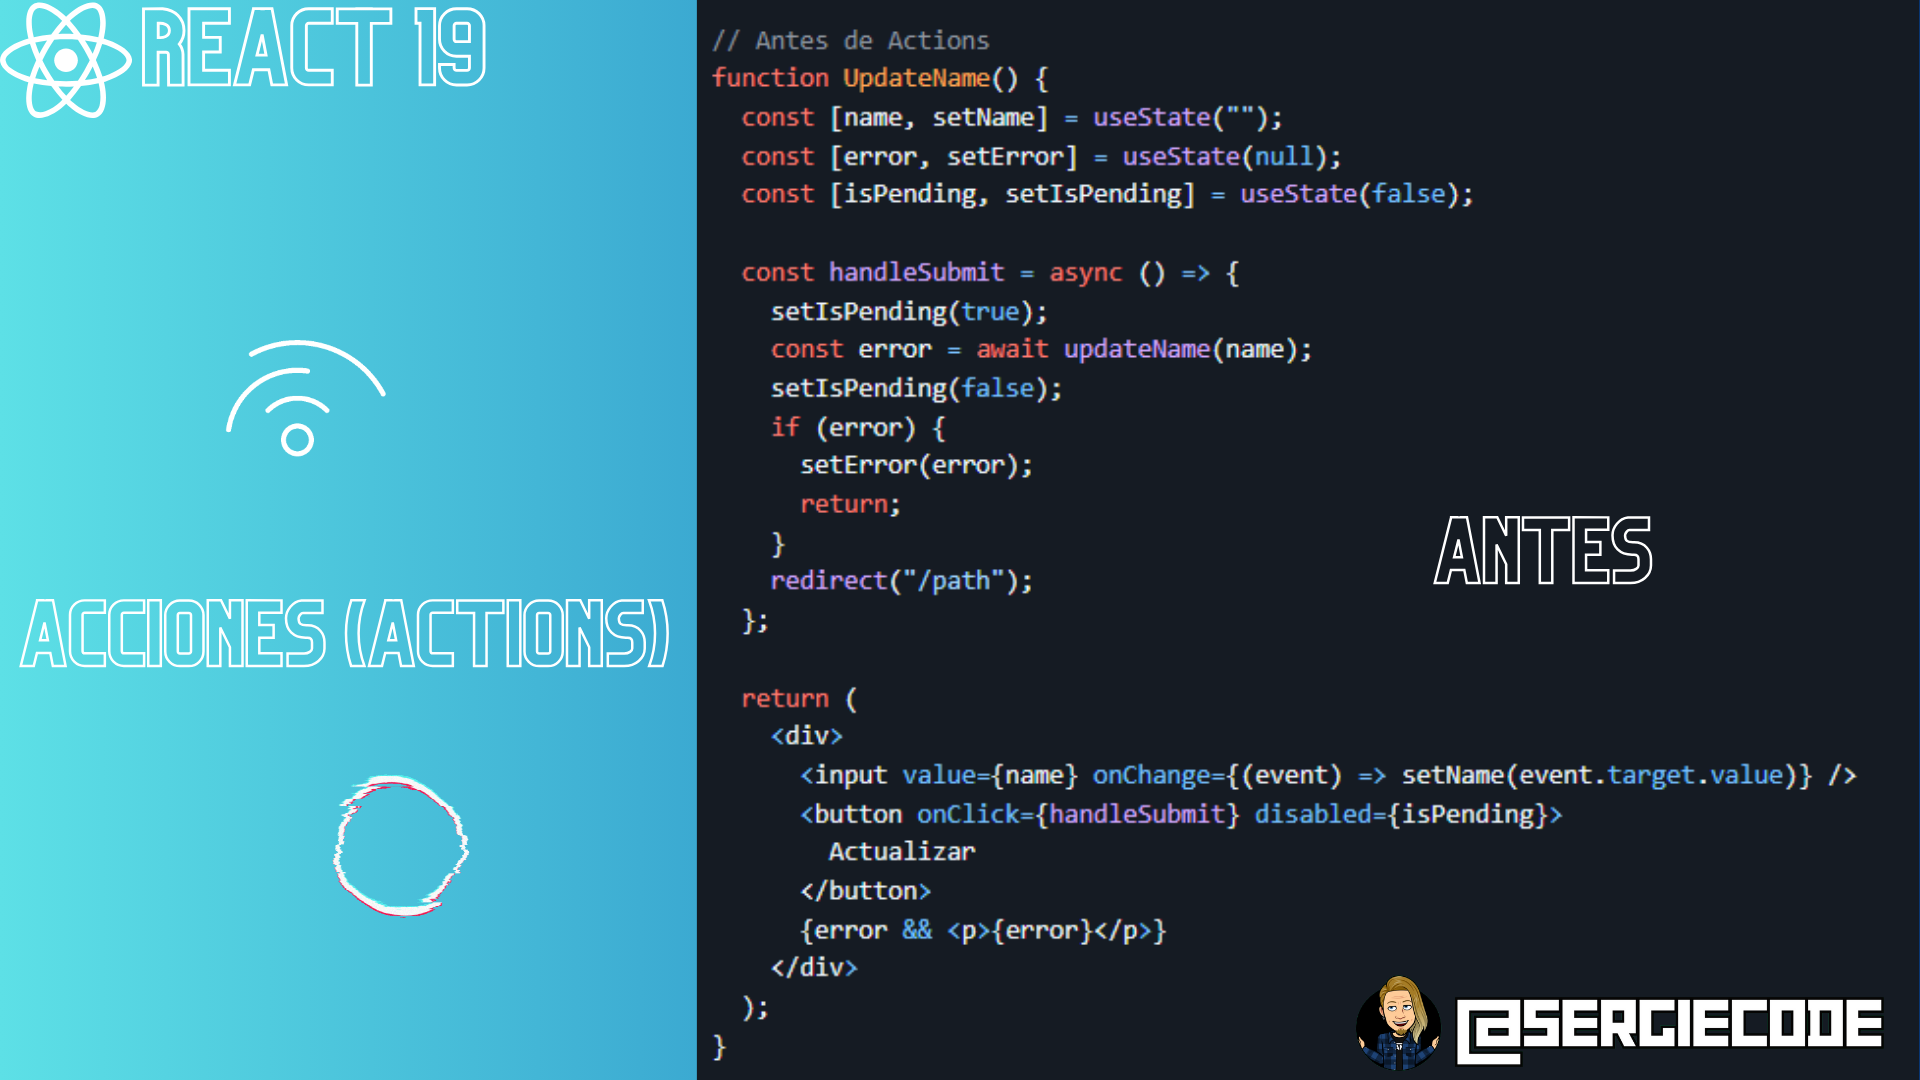 REACT 19
ACCIONES (ACTIONS)
// Antes de Actions
function UpdateName() {
  const [name, setName] = useState("");
  const [error, setError] = useState(null);
  const [isPending, setIsPending] = useState(false);

  const handleSubmit = async () => {
    setIsPending(true);
    const error = await updateName(name);
    setIsPending(false);
    if (error) {
      setError(error);
      return;
    }
    redirect("/path");
  };

  return (
    <div>
      <input value={name} onChange={(event) => setName(event.target.value)} />
      <button onClick={handleSubmit} disabled={isPending}>
        Actualizar
      </button>
      {error && <p>{error}</p>}
    </div>
  );
}
ANTES
@SERGIECODE